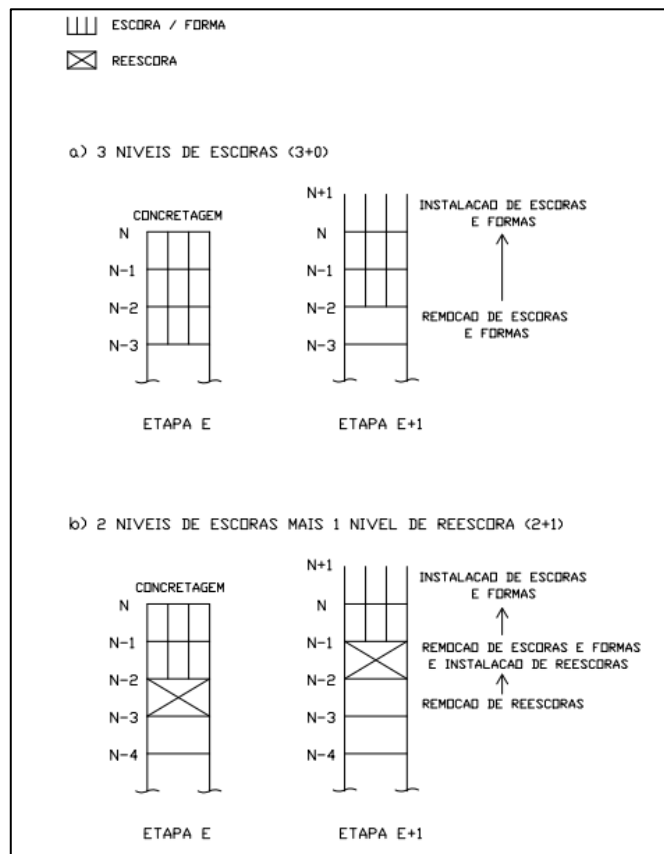 ESCORA / FORMA
REESCORA
a) 3 NIVEIS DE ESCORAS (3+0)
CONCRETAGEM
N
N-1
N-2
N-3
ETAPA E
N+1
N
N-1
N-2
N-3
ETAPA E+1
INSTALACAO DE ESCORAS
E FORMAS
REMOCAO DE ESCORAS
E FORMAS
b) 2 NIVEIS DE ESCORAS MAIS 1 NIVEL DE REESCORA (2+1)
CONCRETAGEM
N
N-1
N-2
N-3
N-4
ETAPA E
N+1
N
N-1
N-2
N-3
N-4
ETAPA E+1
INSTALACAO DE ESCORAS
E FORMAS
REMOCAO DE ESCORAS E FORMAS
E INSTALACAO DE REESCORAS
REMOCAO DE REESCORAS